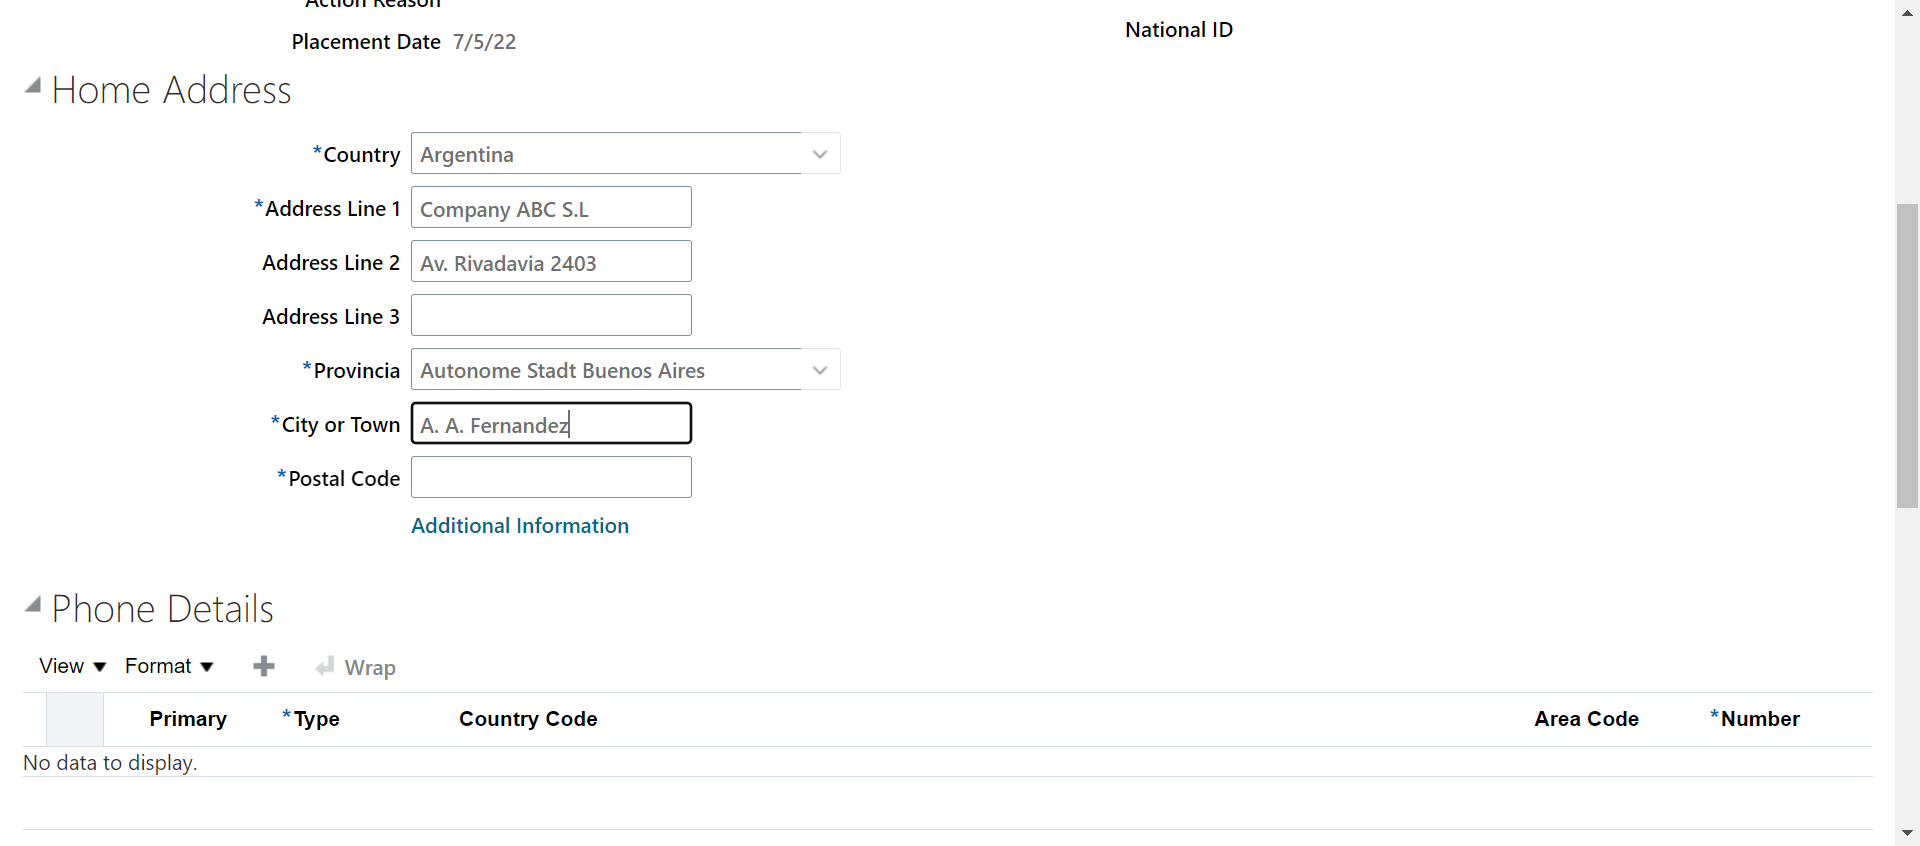 Action Reason
Placement Date 7/5/22
National ID
Home Address
*Country Argentina
*Address Line 1 Company ABC S.L
Address Line 2 Av. Rivadavia 2403
Address Line 3
*Provincia Autonome Stadt Buenos Aires
*City or Town A. A. Fernandez
*Postal Code
Additional Information
Phone Details
View Format Wrap
Primary *Type Country Code Area Code *Number
No data to display.